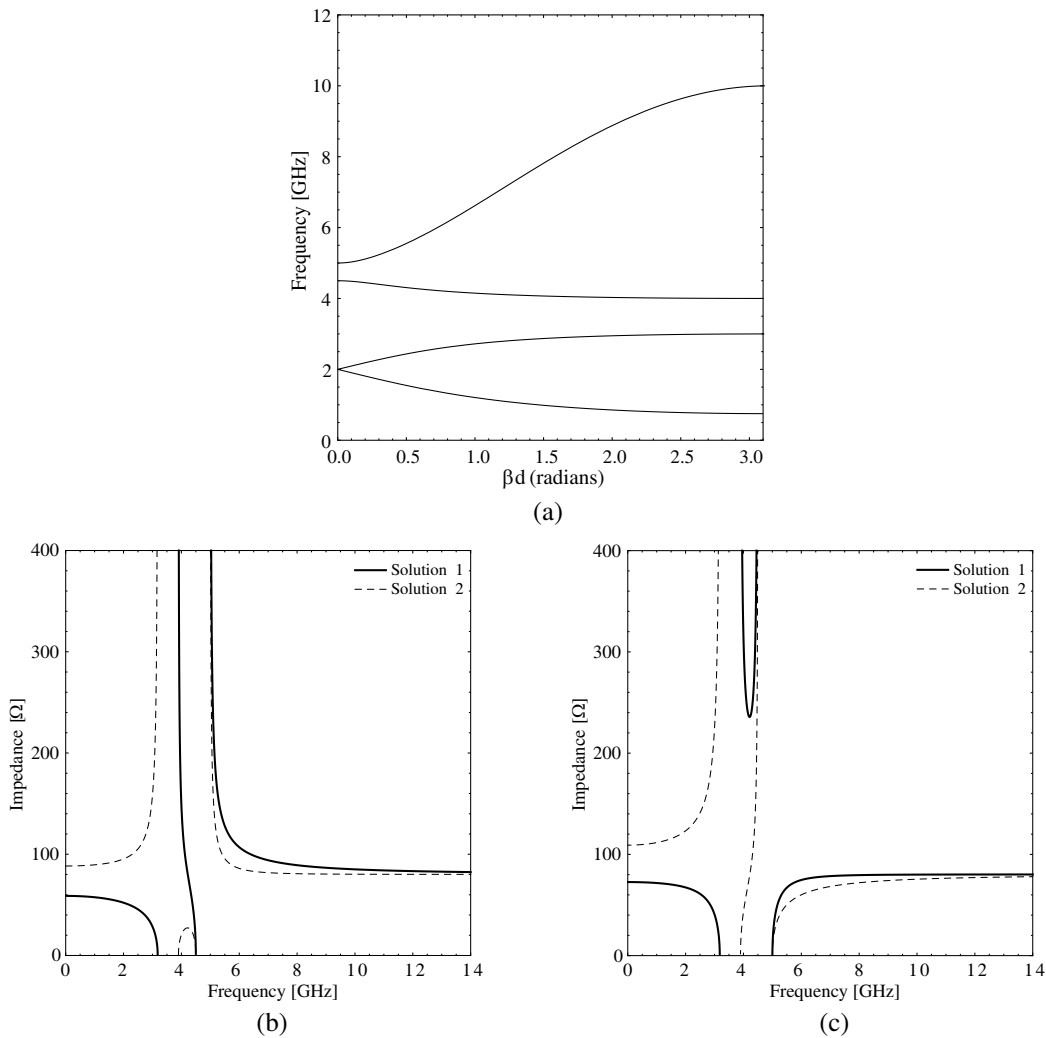 12
10
8
6
4
2
0
Frequency [GHz]
0.0 0.5 1.0 1.5 2.0 2.5 3.0
βd (radians)
(a)
400
300
200
100
0
Impedance [Ω]
Solution 1
Solution 2
0 2 4 6 8 10 12 14
Frequency [GHz]
(b)
400
300
200
100
0
Impedance [Ω]
Solution 1
Solution 2
0 2 4 6 8 10 12 14
Frequency [GHz]
(c)